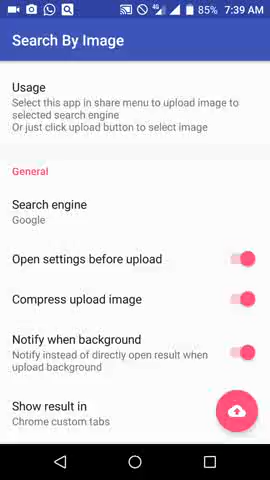 4G
85%
7:39 AM
Search By Image
Usage
Select this app in share menu to upload image to
selected search engine
Or just click upload button to select image
General
Search engine
Google
Open settings before upload
Compress upload image
Notify when background
Notify instead of directly open result when
upload background
Show result in
Chrome custom tabs